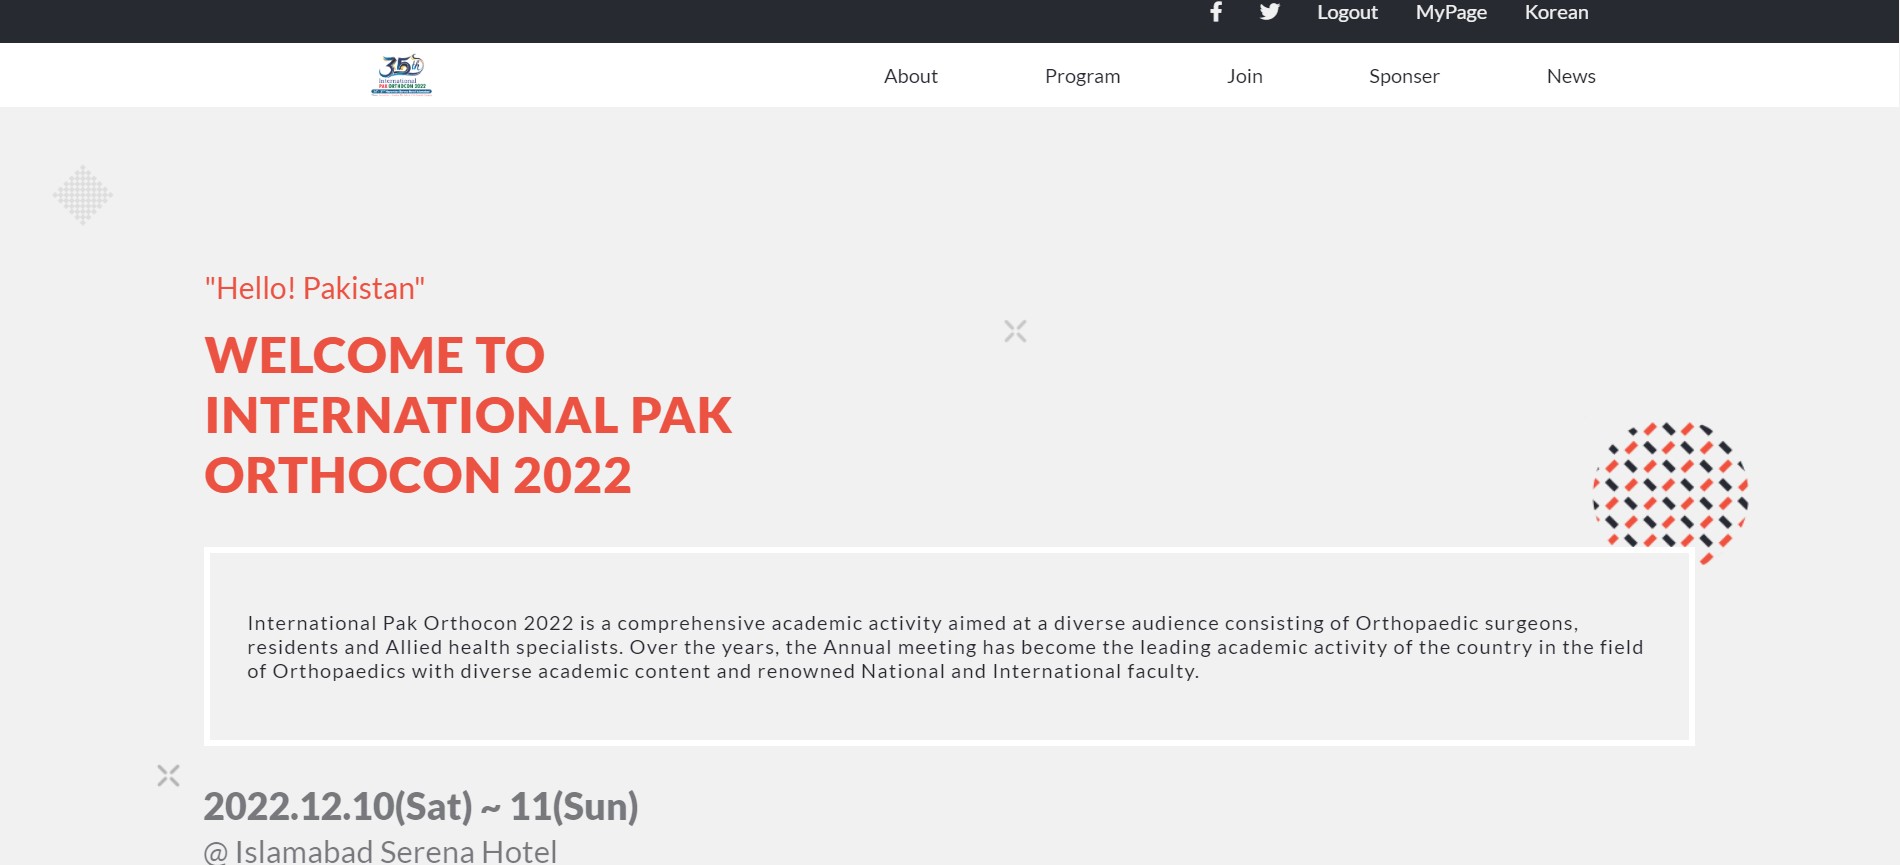 Logout MyPage Korean
35th
International
PAK ORTHOCON 2022
About Program Join Sponser News
"Hello! Pakistan"
WELCOME TO
INTERNATIONAL PAK
ORTHOCON 2022
International Pak Orthocon 2022 is a comprehensive academic activity aimed at a diverse audience consisting of Orthopaedic surgeons,
residents and Allied health specialists. Over the years, the Annual meeting has become the leading academic activity of the country in the field
of Orthopaedics with diverse academic content and renowned National and International faculty.
2022.12.10(Sat) ~ 11(Sun)
@ Islamabad Serena Hotel